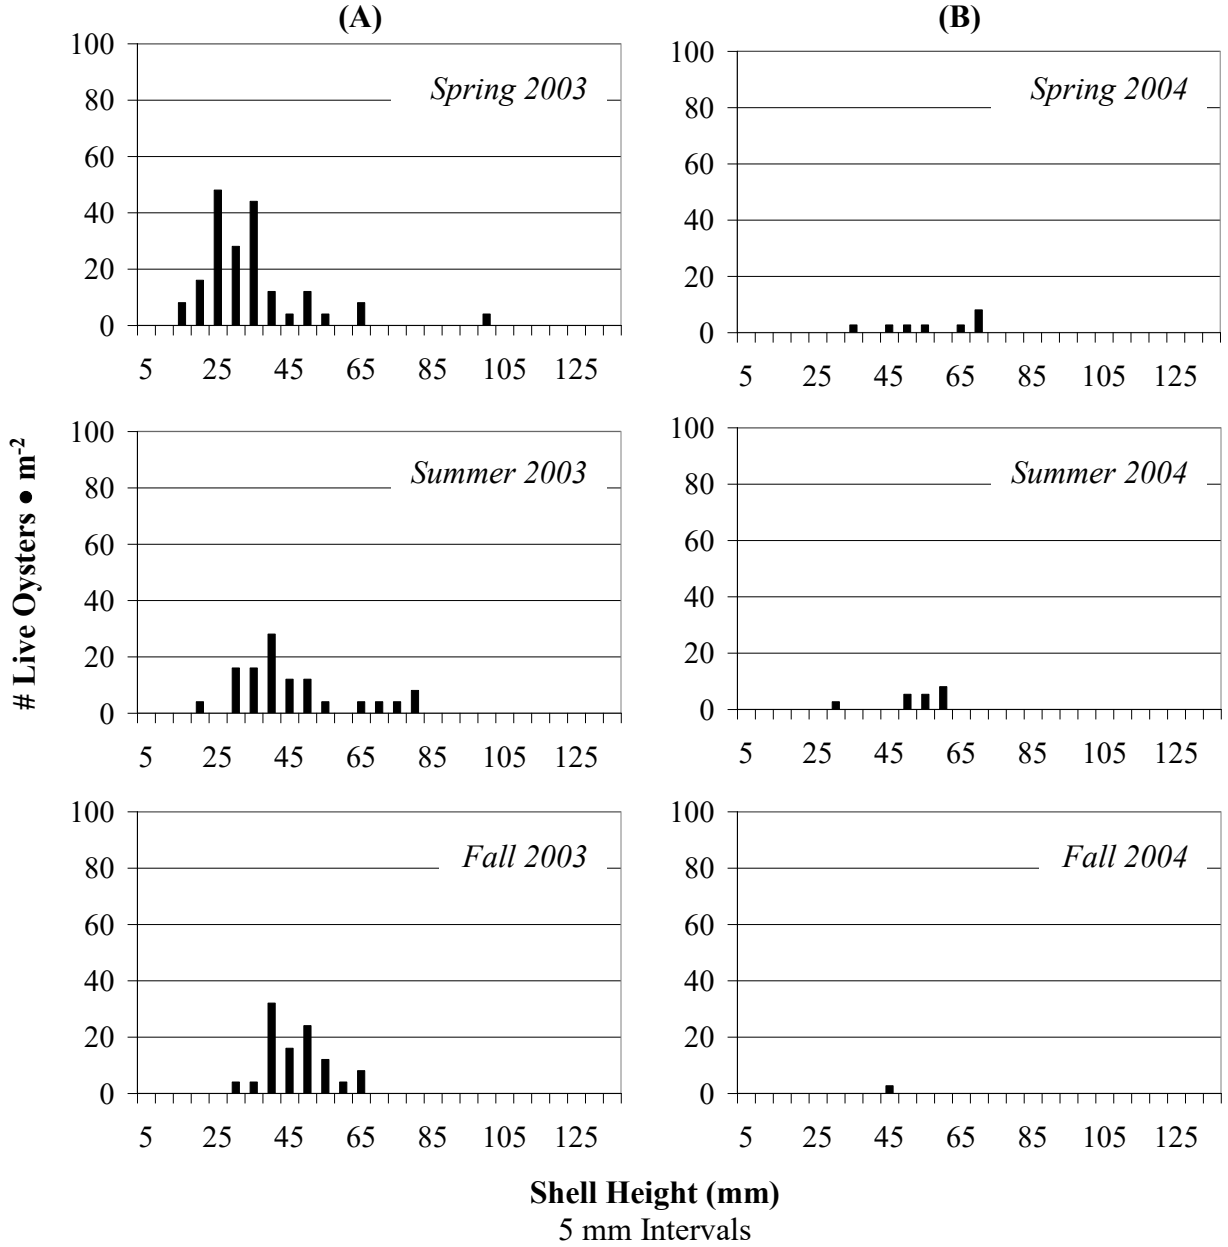 (A)
(B)
100
80
60
40
20
0
Spring 2003
5 25 45 65 85 105 125
100
80
60
40
20
0
Spring 2004
5 25 45 65 85 105 125
# Live Oysters ● m-2
100
80
60
40
20
0
Summer 2003
5 25 45 65 85 105 125
100
80
60
40
20
0
Summer 2004
5 25 45 65 85 105 125
100
80
60
40
20
0
Fall 2003
5 25 45 65 85 105 125
100
80
60
40
20
0
Fall 2004
5 25 45 65 85 105 125
Shell Height (mm)
5 mm Intervals